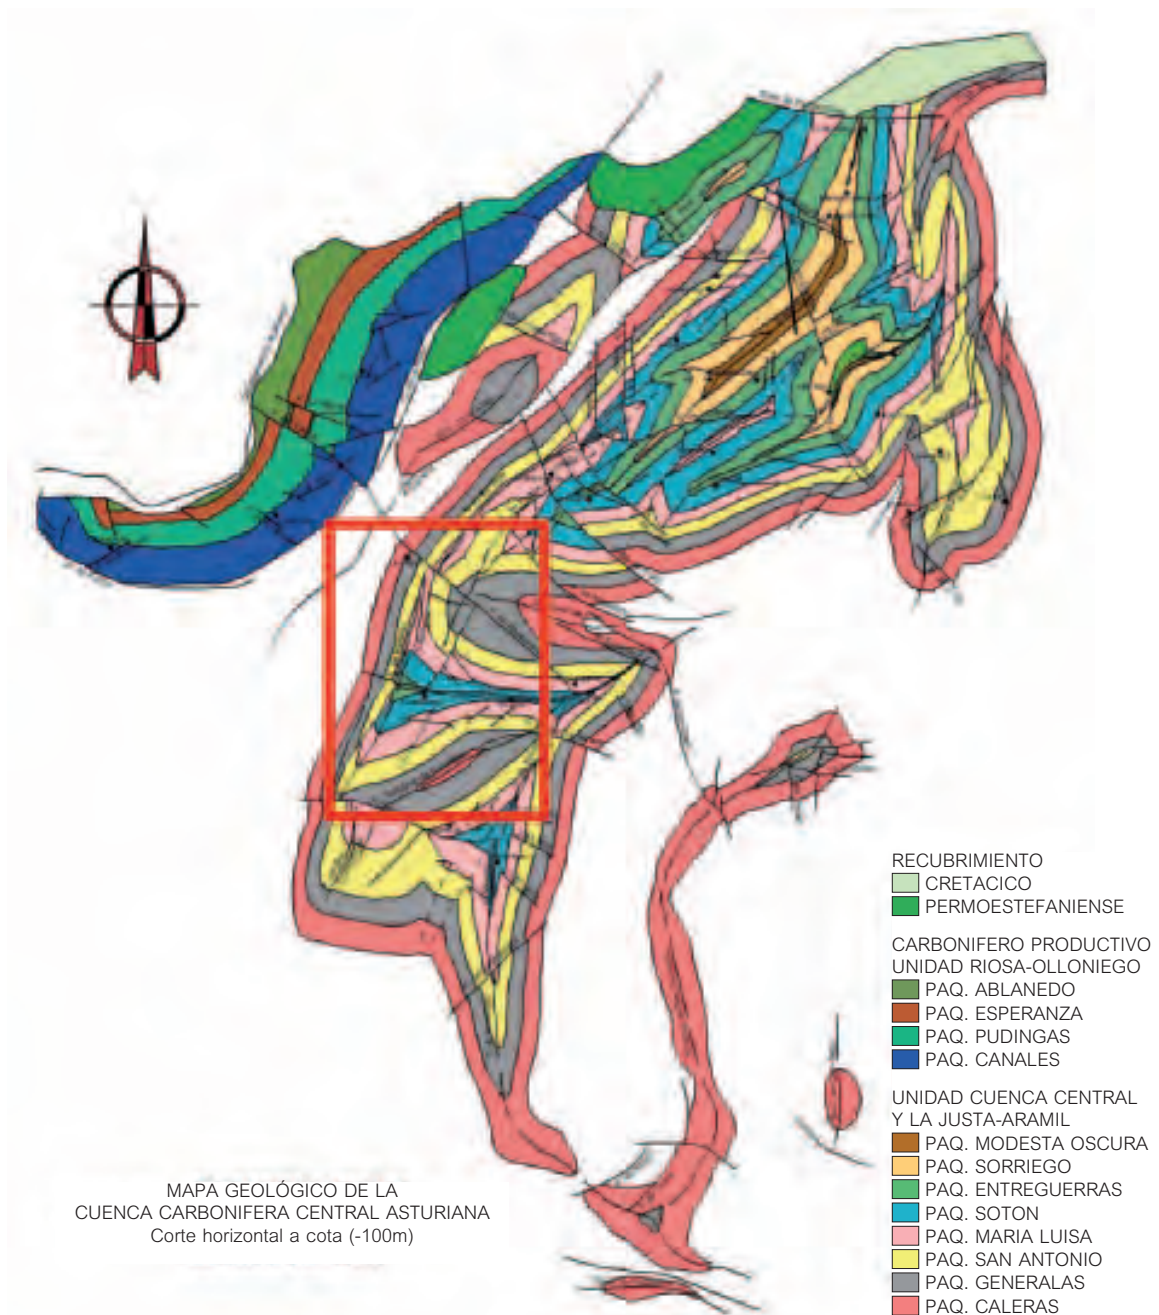 RECUBRIMIENTO
CRETACICO
PERMOESTEFANIENSE
CARBONIFERO PRODUCTIVO
UNIDAD RIOSA-OLLONIEGO
PAQ. ABLANEDO
PAQ. ESPERANZA
PAQ. PUDINGAS
PAQ. CANALES
UNIDAD CUENCA CENTRAL
Y LA JUSTA-ARAMIL
PAQ. MODESTA OSCURA
PAQ. SORRIEGO
PAQ. ENTREGUERRAS
PAQ. SOTON
PAQ. MARIA LUISA
PAQ. SAN ANTONIO
PAQ. GENERALAS
PAQ. CALERAS
MAPA GEOLÓGICO DE LA
CUENCA CARBONIFERA CENTRAL ASTURIANA
Corte horizontal a cota (-100m)